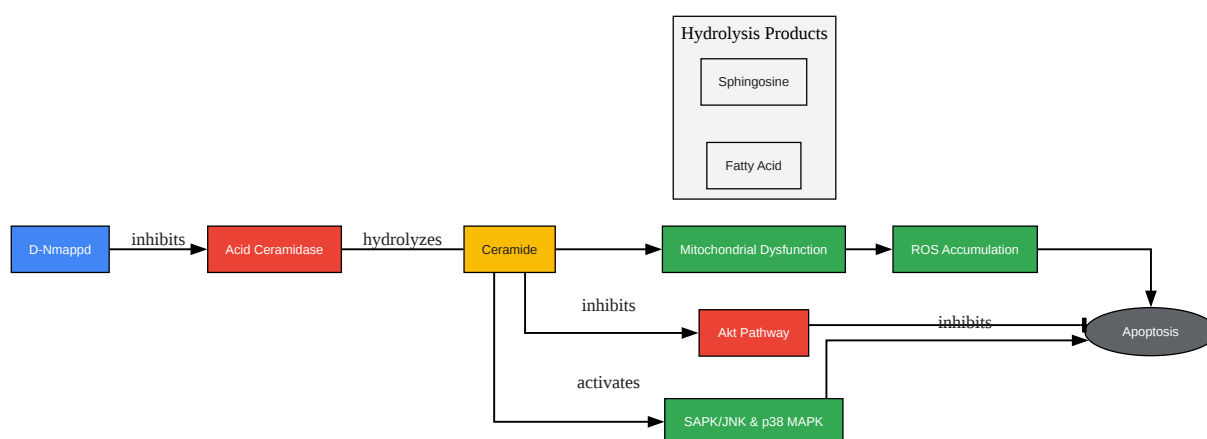 Hydrolysis Products
Sphingosine
Fatty Acid
D-Nmappd
inhibits
Acid Ceramidase
hydrolyzes
Ceramide
Mitochondrial Dysfunction
ROS Accumulation
inhibits
Akt Pathway
inhibits
Apoptosis
activates
SAPK/JNK & p38 MAPK